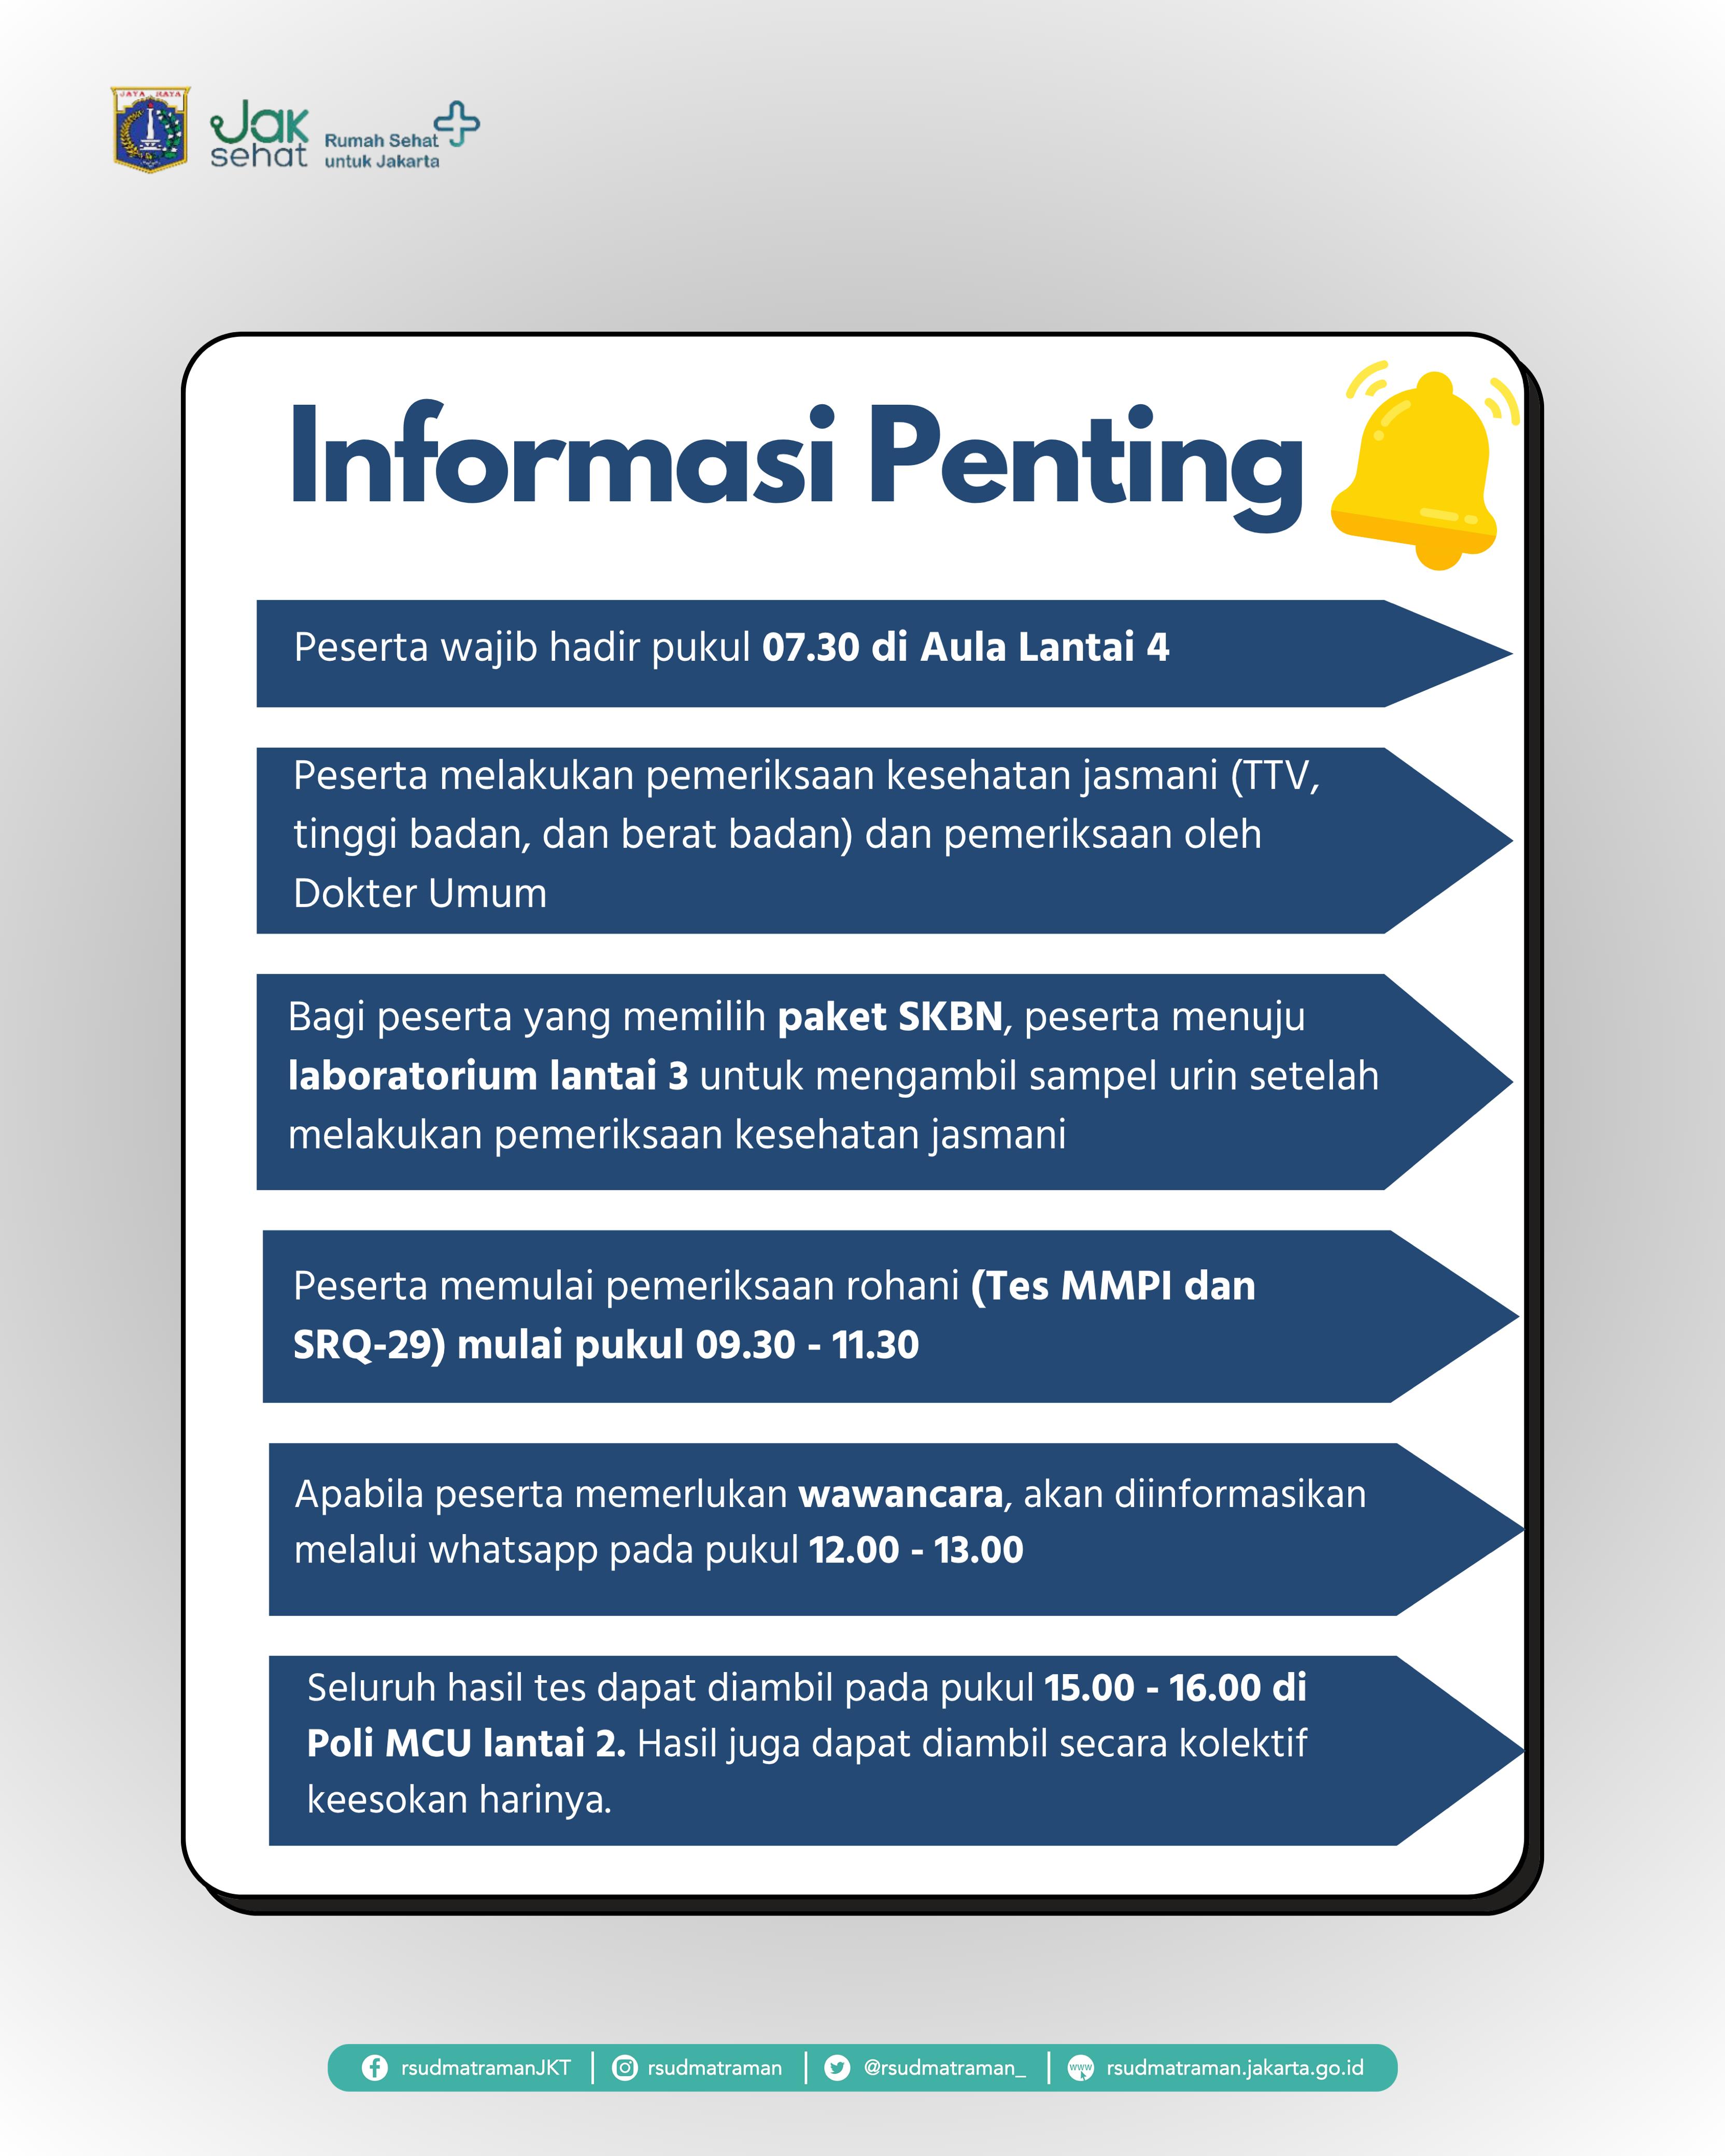 JAYA RAYA
Jak
sehat
Rumah Sehat
untuk Jakarta
Informasi Penting
Peserta wajib hadir pukul 07.30 di Aula Lantai 4
Peserta melakukan pemeriksaan kesehatan jasmani (TTV,
tinggi badan, dan berat badan) dan pemeriksaan oleh
Dokter Umum
Bagi peserta yang memilih paket SKBN, peserta menuju
laboratorium lantai 3 untuk mengambil sampel urin setelah
melakukan pemeriksaan kesehatan jasmani
Peserta memulai pemeriksaan rohani (Tes MMPI dan
SRQ-29) mulai pukul 09.30 - 11.30
Apabila peserta memerlukan wawancara, akan diinformasikan
melalui whatsapp pada pukul 12.00 - 13.00
Seluruh hasil tes dapat diambil pada pukul 15.00 - 16.00 di
Poli MCU lantai 2. Hasil juga dapat diambil secara kolektif
keesokan harinya.
rsudmatramanJKT rsudmatraman @rsudmatraman_ www rsudmatraman.jakarta.go.id